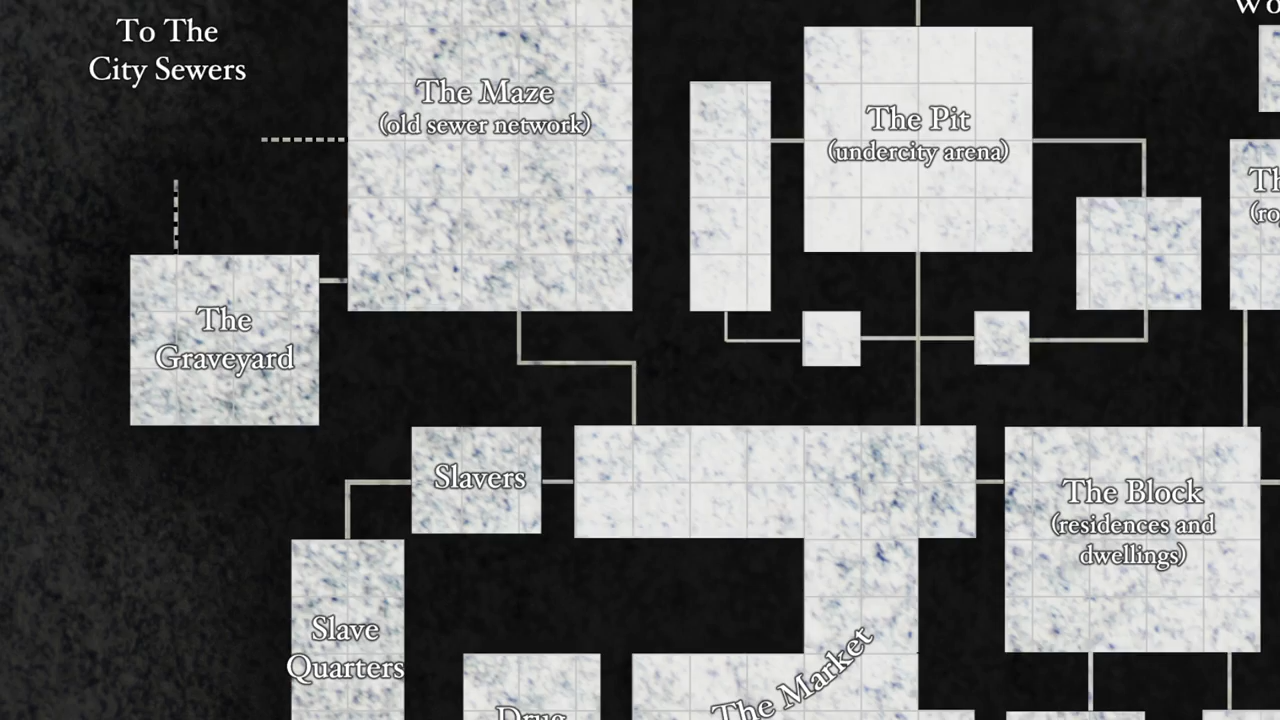 To The
City Sewers
The Maze
(old sewer network)
The Pit
(undercity arena)
The
Graveyard
Slavers
The Block
(residences and
dwellings)
Slave
Quarters
The Market
Drug